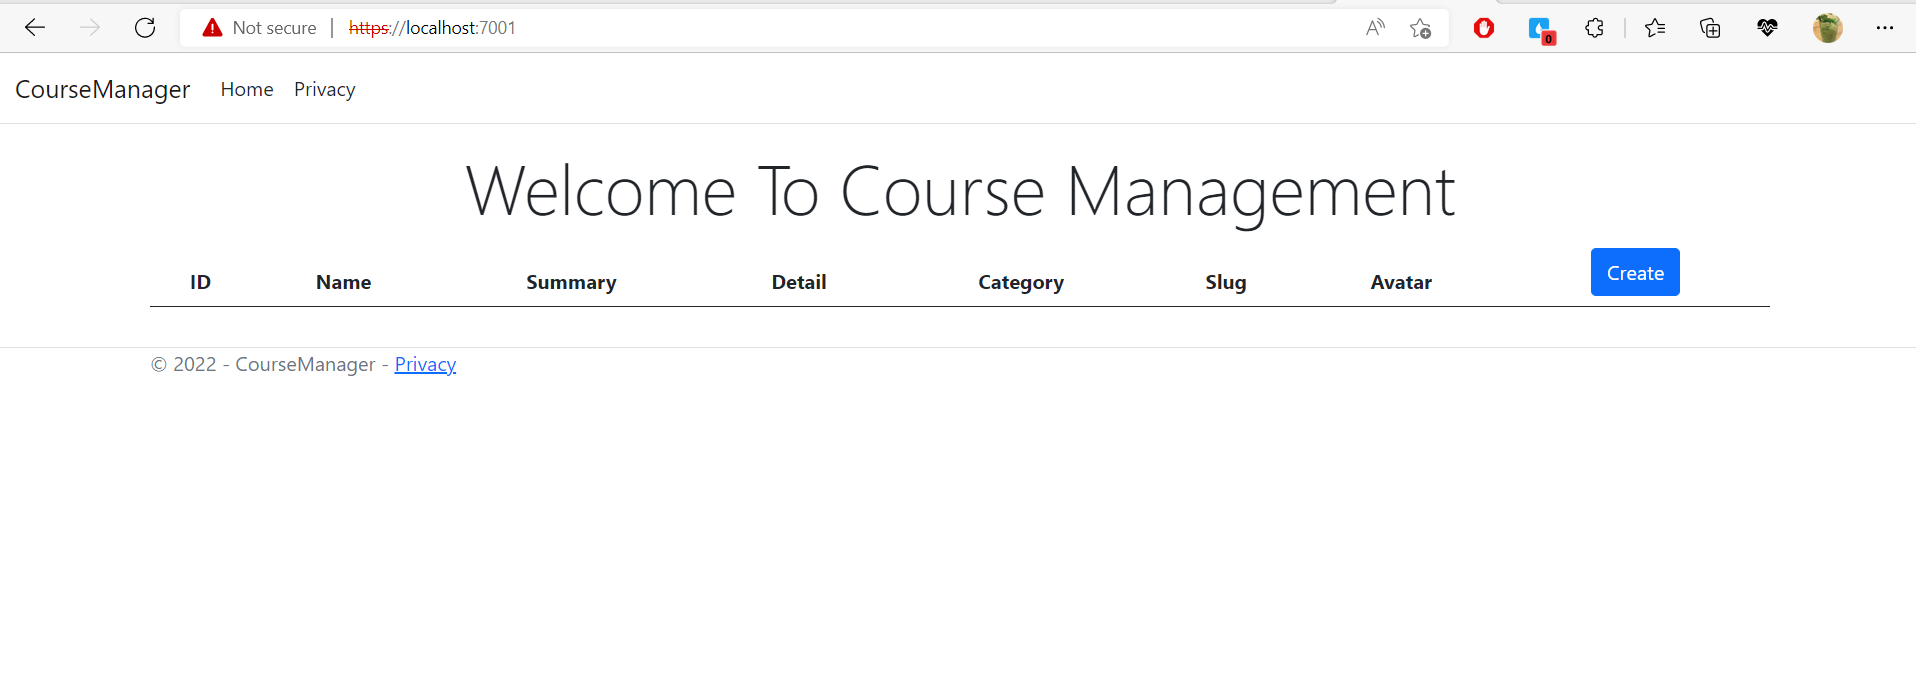 Not secure | https://localhost:7001
A 0
CourseManager Home Privacy
Welcome To Course Management
ID Name Summary Detail Category Slug Avatar Create
© 2022 - CourseManager - Privacy